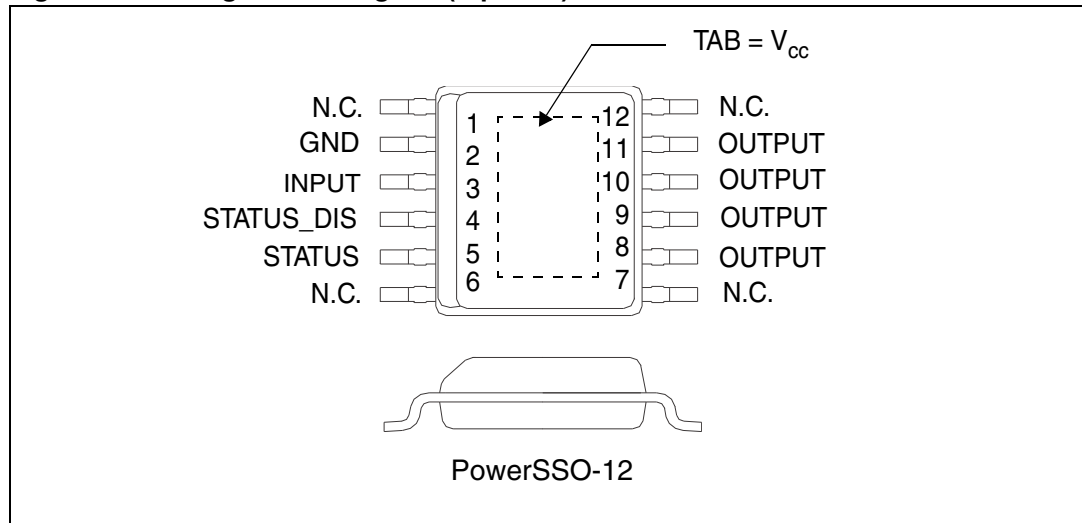 TAB = Vcc
N.C. 1 12 N.C.
GND 2 11 OUTPUT
INPUT 3 10 OUTPUT
STATUS_DIS 4 9 OUTPUT
STATUS 5 8 OUTPUT
N.C. 6 7 N.C.
PowerSSO-12